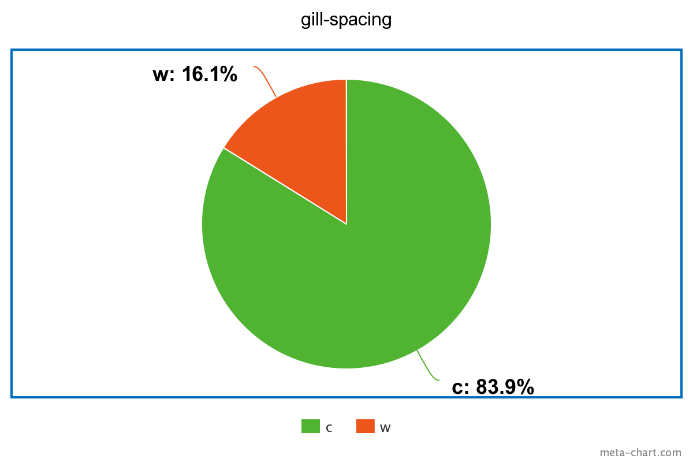 gill-spacing
w: 16.1%
c: 83.9%
c
w
meta-chart.com